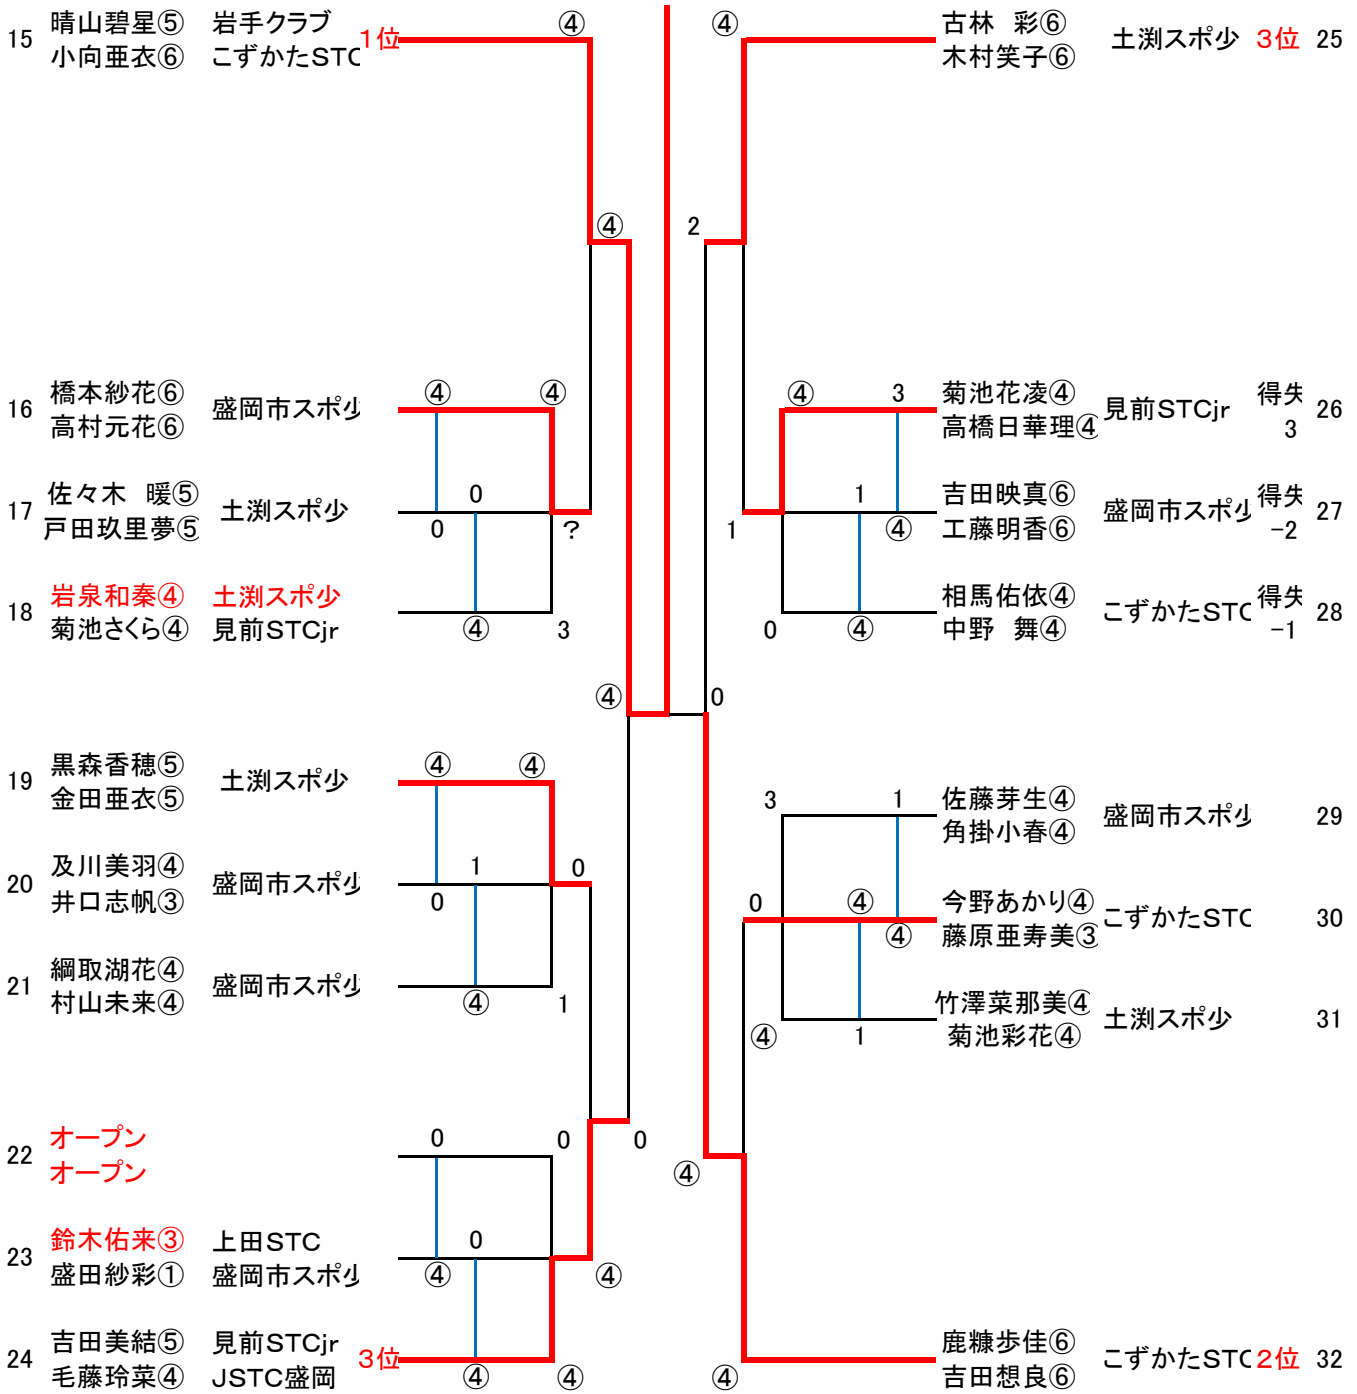 15 晴山碧星⑤ 岩手クラブ 1位 ④
小向亜衣⑥ こずかたSTC
④
16 橋本紗花⑥ 盛岡市スポ少 ④ ④
高村元花⑥
17 佐々木 暖⑤ 土渕スポ少 0
戸田玖里夢⑤ 0 ?
18 岩泉和秦④ 土渕スポ少
菊池さくら④ 見前STCjr ④ 3
④
19 黒森香穂⑤ 土渕スポ少 ④ ④
金田亜衣⑤
20 及川美羽④ 盛岡市スポ少 1 0
井口志帆③ 0
21 綱取湖花④ 盛岡市スポ少
村山未来④ ④ 1
22 オープン 0 0 0
オープン
23 鈴木佑来③ 上田STC 0
盛田紗彩① 盛岡市スポ少 ④ ④
24 吉田美結⑤ 見前STCjr 3位
毛藤玲菜④ JSTC盛岡 ④ ④
④ 古林 彩⑥ 土渕スポ少 3位 25
木村笑子⑥
2
④ 3 菊池花凌④ 見前STCjr 得失 26
高橋日華理④ 3
1 吉田映真⑥ 盛岡市スポ少 得失 27
1 ④ 工藤明香⑥ -2
相馬佑依④ こずかたSTC 得失 28
0 ④ 中野 舞④ -1
0
3 1 佐藤芽生④ 盛岡市スポ少 29
角掛小春④
0 ④ 今野あかり④ こずかたSTC 30
④ 藤原亜寿美③
竹澤菜那美④ 土渕スポ少 31
④ 1 菊池彩花④
④
鹿糠歩佳⑥ こずかたSTC 2位 32
④ 吉田想良⑥